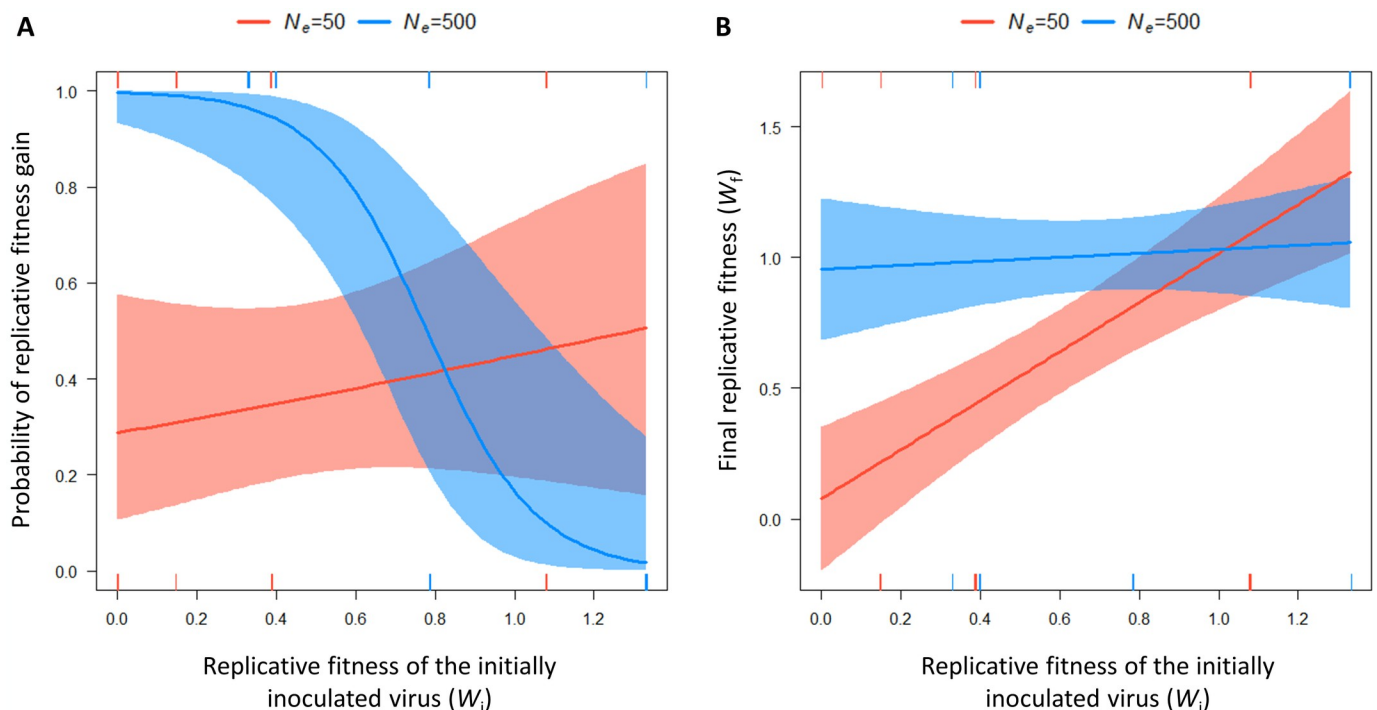 A
Nₑ=50 Nₑ=500
Probability of replicative fitness gain
1.0
0.8
0.6
0.4
0.2
0.0
0.0 0.2 0.4 0.6 0.8 1.0 1.2
Replicative fitness of the initially
inoculated virus (Wᵢ)
B
Nₑ=50 Nₑ=500
Final replicative fitness (W_f)
1.5
1.0
0.5
0.0
0.0 0.2 0.4 0.6 0.8 1.0 1.2
Replicative fitness of the initially
inoculated virus (Wᵢ)